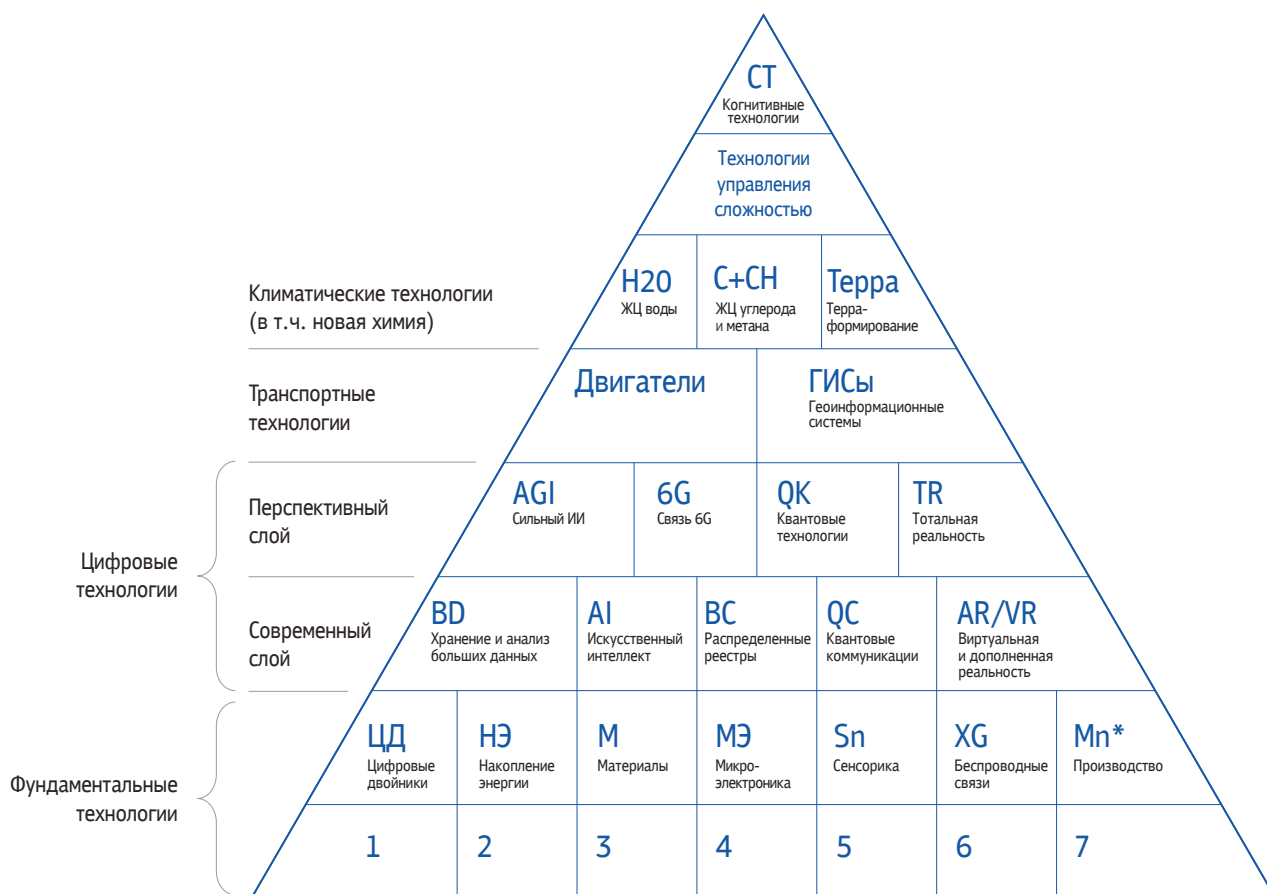 СТ
Когнитивные
технологии
Технологии
управления
сложностью
Климатические технологии
(в т.ч. новая химия)
H20
ЖЦ воды
С+СН
ЖЦ углерода
и метана
Терра
Терра-
формирование
Транспортные
технологии
Двигатели
ГИСы
Геоинформационные
системы
Цифровые
технологии
Перспективный
слой
AGI
Сильный ИИ
6G
Связь 6G
QK
Квантовые
технологии
TR
Тотальная
реальность
Современный
слой
BD
Хранение и анализ
больших данных
AI
Искусственный
интеллект
BC
Распределенные
реестры
QC
Квантовые
коммуникации
AR/VR
Виртуальная
и дополненная
реальность
Фундаментальные
технологии
ЦД
Цифровые
двойники
НЭ
Накопление
энергии
М
Материалы
МЭ
Микро-
электроника
Sn
Сенсорика
XG
Беспроводные
связи
Mn*
Производство
1
2
3
4
5
6
7